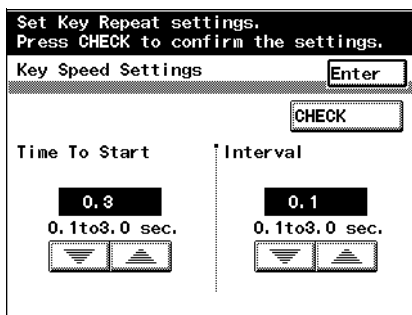 Set Key Repeat settings.
Press CHECK to confirm the settings.
Key Speed Settings
Enter
CHECK
Time To Start
Interval
0.3
0.1
0.1to3.0 sec.
0.1to3.0 sec.